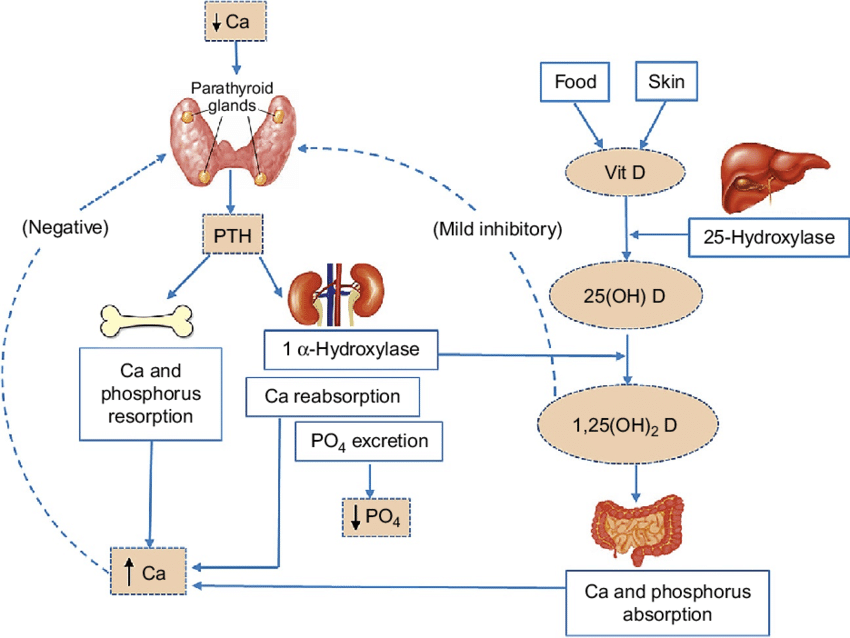 ↓ Ca
Parathyroid
glands
Food
Skin
Vit D
(Negative)
PTH
(Mild inhibitory)
25-Hydroxylase
25(OH) D
1 α-Hydroxylase
Ca and
phosphorus
resorption
Ca reabsorption
PO₄ excretion
1,25(OH)₂ D
↓ PO₄
↑ Ca
Ca and phosphorus
absorption